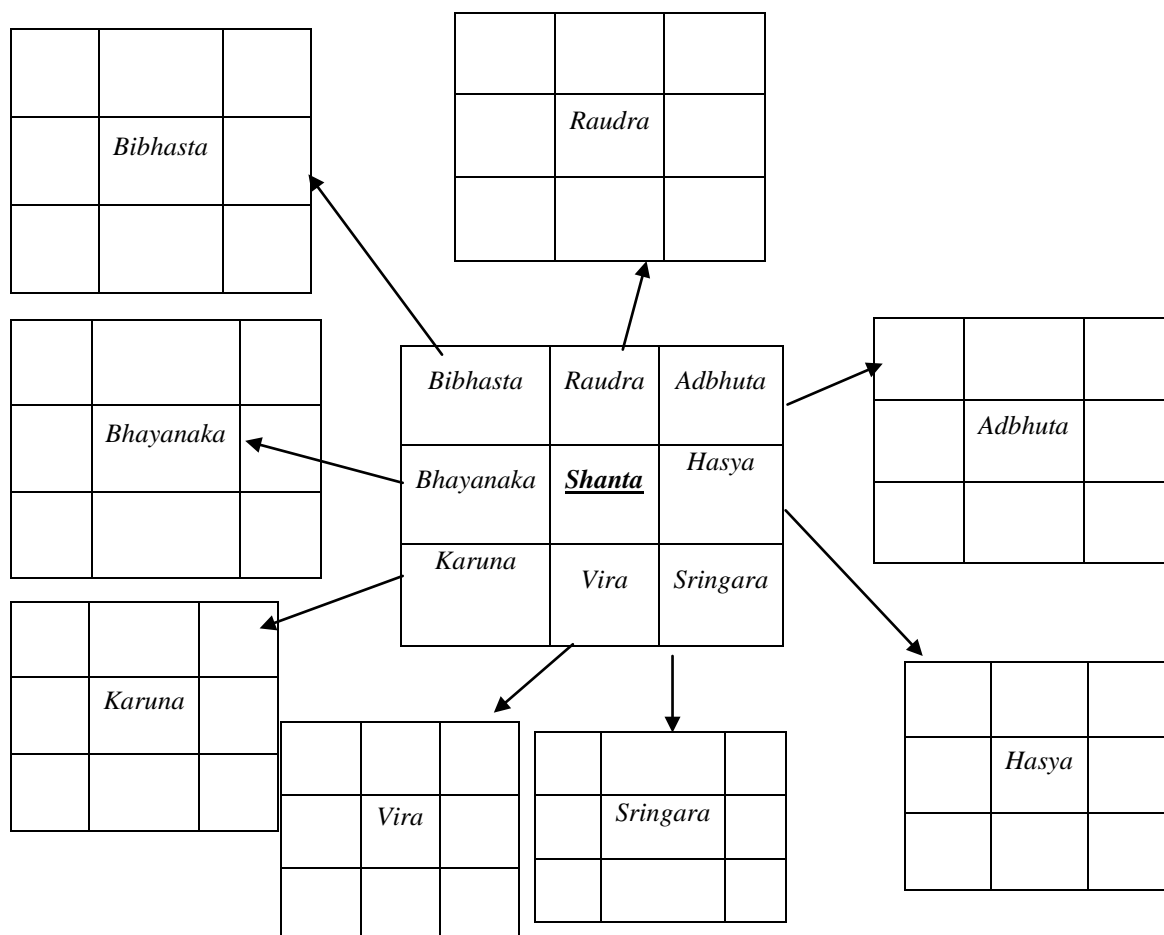 Raudra
Bibhasta
Bibhasta
Raudra
Adbhuta
Bhayanaka
Adbhuta
Bhayanaka
Shanta
Hasya
Karuna
Vira
Sringara
Karuna
Vira
Sringara
Hasya